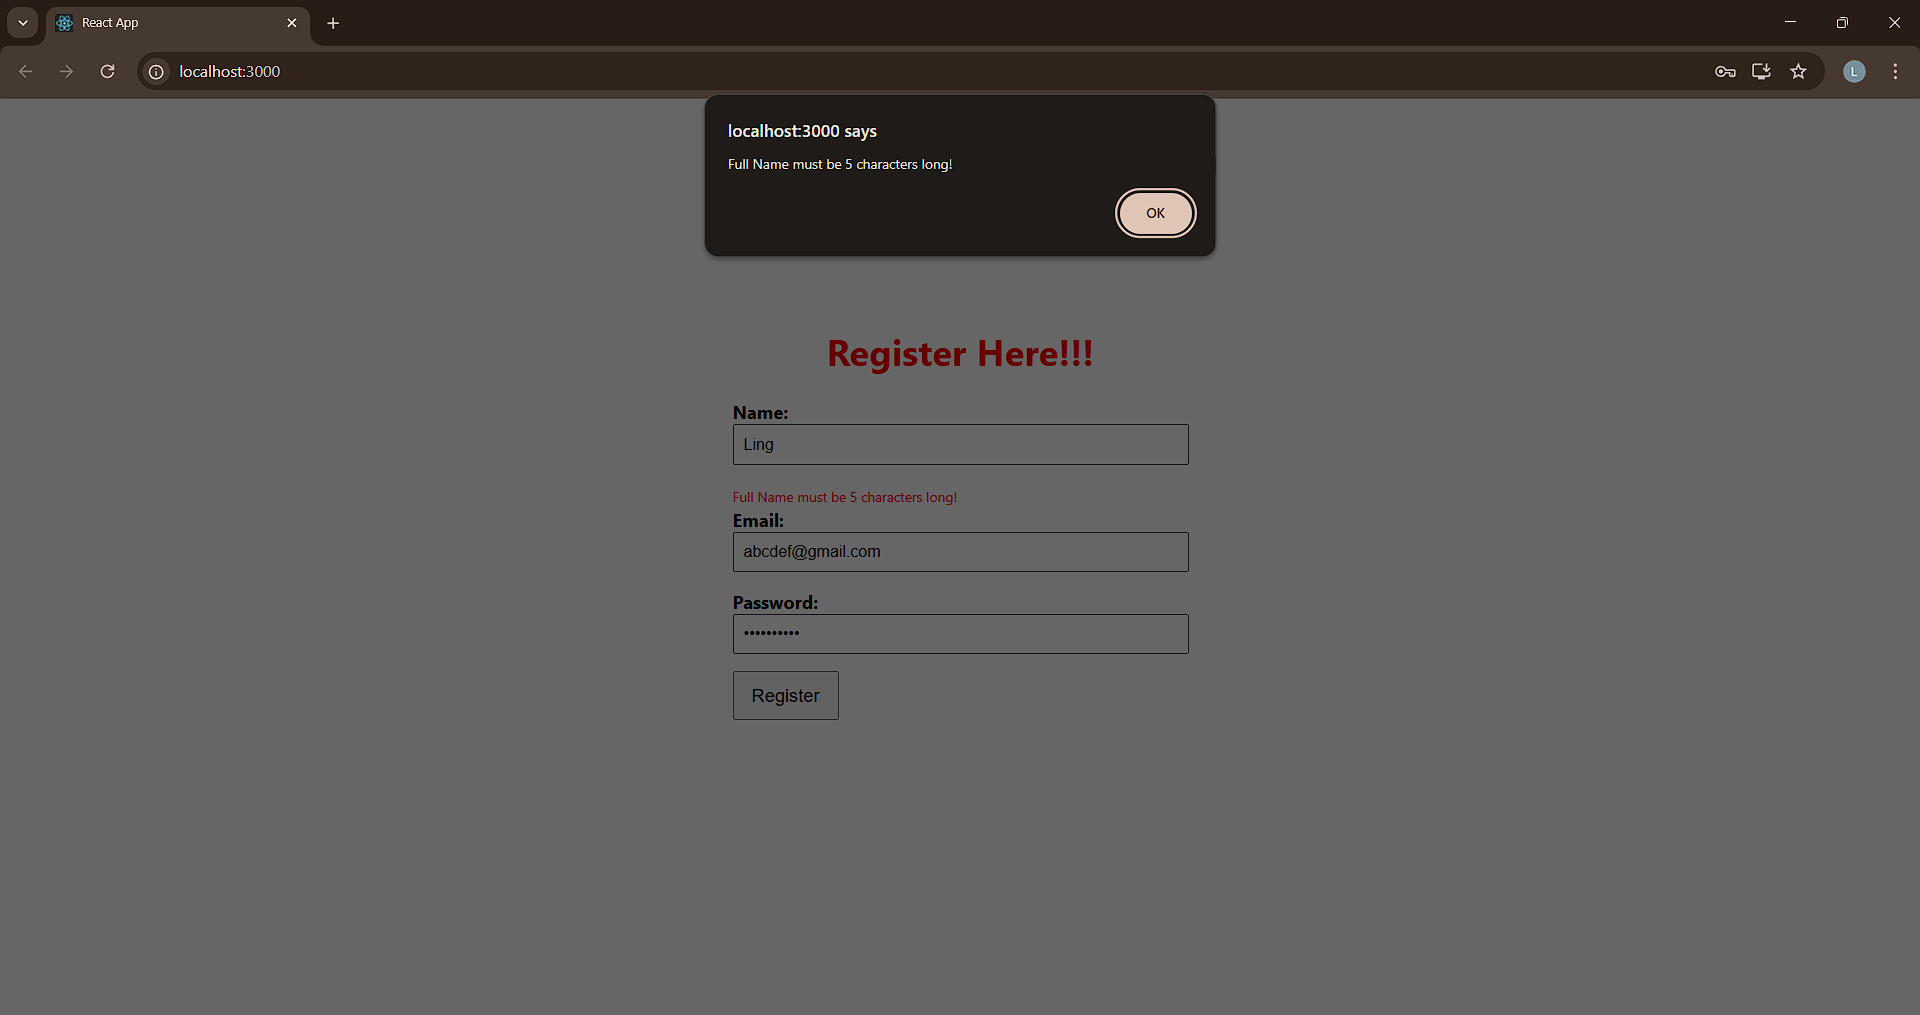 React App
localhost:3000
L
localhost:3000 says
Full Name must be 5 characters long!
OK
Register Here!!!
Name:
Ling
Full Name must be 5 characters long!
Email:
abcdef@gmail.com
Password:
••••••••••
Register